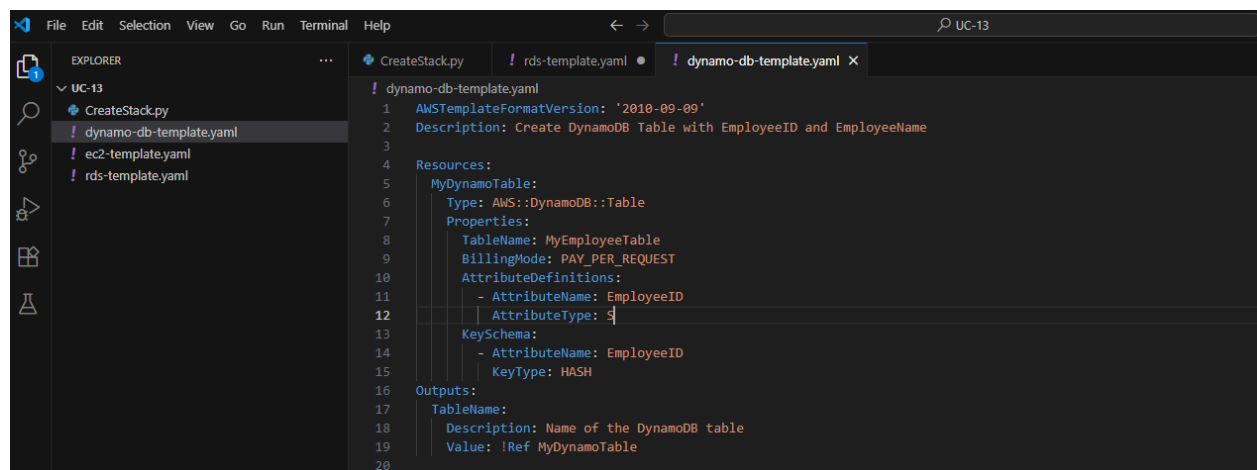 File Edit Selection View Go Run Terminal Help
UC-13
EXPLORER
1
UC-13
CreateStack.py
! dynamo-db-template.yaml
! ec2-template.yaml
! rds-template.yaml
CreateStack.py ! rds-template.yaml ! dynamo-db-template.yaml
! dynamo-db-template.yaml
1 AWSTemplateFormatVersion: '2010-09-09'
2 Description: Create DynamoDB Table with EmployeeID and EmployeeName
3
4 Resources:
5 MyDynamoTable:
6 Type: AWS::DynamoDB::Table
7 Properties:
8 TableName: MyEmployeeTable
9 BillingMode: PAY_PER_REQUEST
10 AttributeDefinitions:
11 - AttributeName: EmployeeID
12 AttributeType: S
13 KeySchema:
14 - AttributeName: EmployeeID
15 KeyType: HASH
16 Outputs:
17 TableName:
18 Description: Name of the DynamoDB table
19 Value: !Ref MyDynamoTable
20